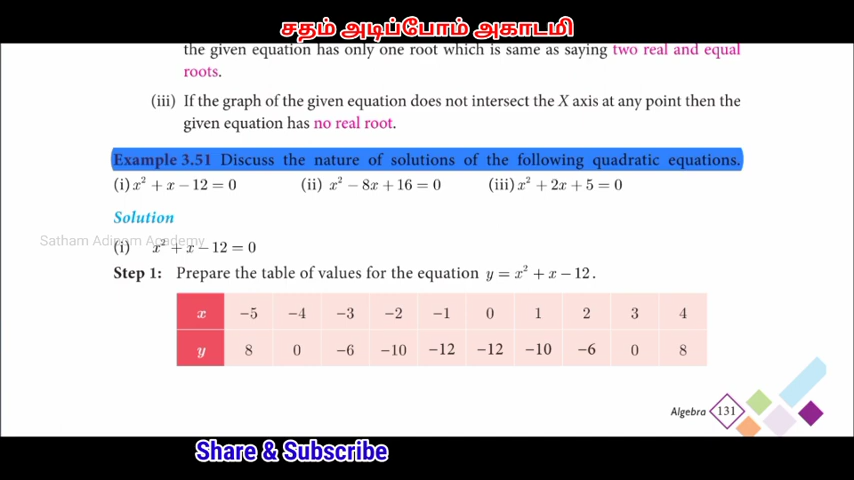 சதம் அடிப்போம் அகாடமி
the given equation has only one root which is same as saying two real and equal
roots.
(iii) If the graph of the given equation does not intersect the X axis at any point then the
given equation has no real root.
Example 3.51 Discuss the nature of solutions of the following quadratic equations.
(i) x² + x − 12 = 0 (ii) x² − 8x + 16 = 0 (iii) x² + 2x + 5 = 0
Solution
Satham Adippom Academy
(i) x² + x − 12 = 0
Step 1: Prepare the table of values for the equation y = x² + x − 12.
x −5 −4 −3 −2 −1 0 1 2 3 4
y 8 0 −6 −10 −12 −12 −10 −6 0 8
Algebra 131
Share & Subscribe